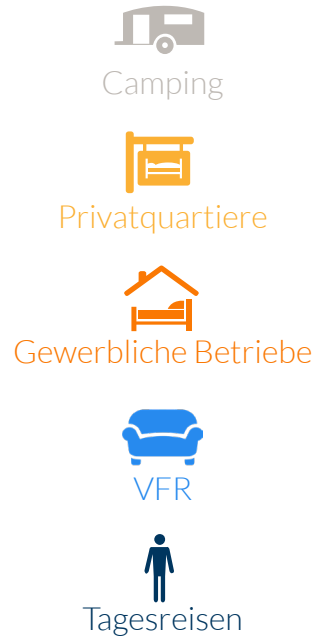 Camping
Privatquartiere
Gewerbliche Betriebe
VFR
Tagesreisen